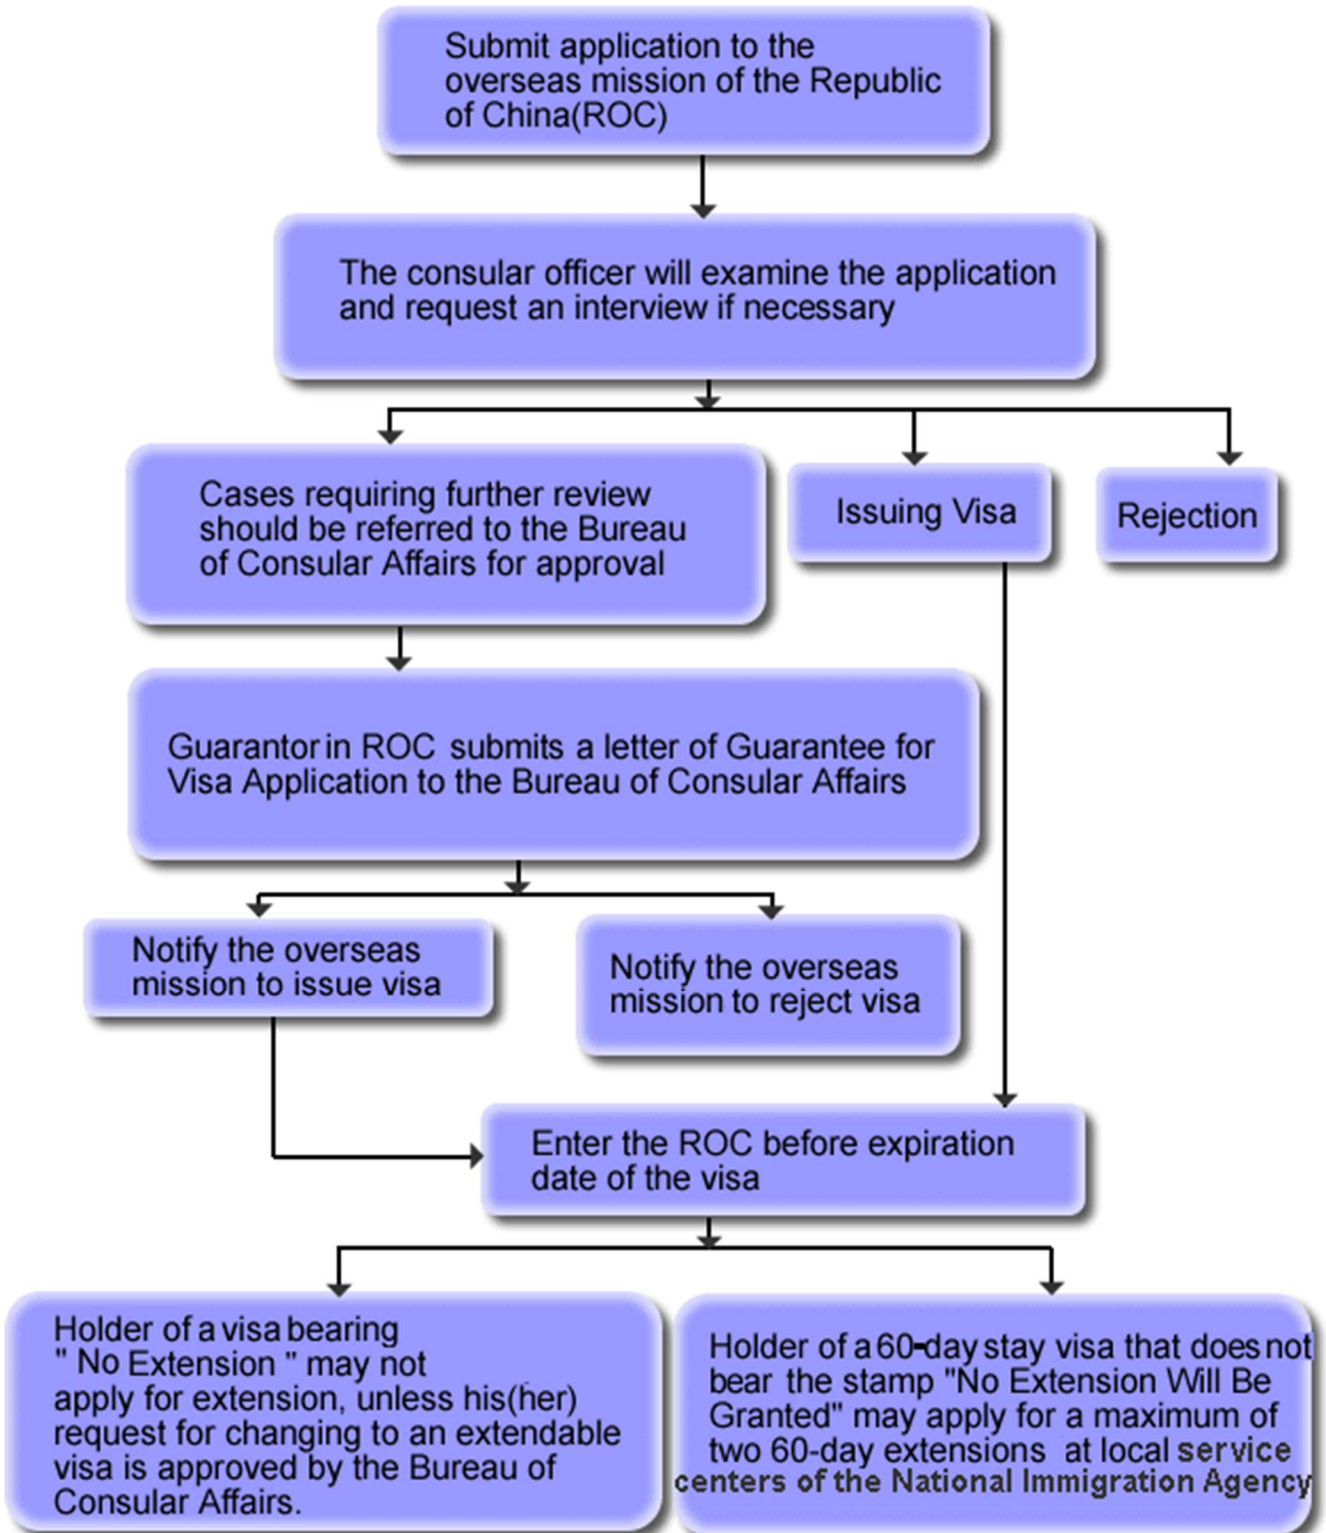 Submit application to the
overseas mission of the Republic
of China(ROC)
The consular officer will examine the application
and request an interview if necessary
Cases requiring further review
should be referred to the Bureau
of Consular Affairs for approval
Issuing Visa
Rejection
Guarantor in ROC submits a letter of Guarantee for
Visa Application to the Bureau of Consular Affairs
Notify the overseas
mission to issue visa
Notify the overseas
mission to reject visa
Enter the ROC before expiration
date of the visa
Holder of a visa bearing
" No Extension " may not
apply for extension, unless his(her)
request for changing to an extendable
visa is approved by the Bureau of
Consular Affairs.
Holder of a 60-day stay visa that does not
bear the stamp "No Extension Will Be
Granted" may apply for a maximum of
two 60-day extensions at local service
centers of the National Immigration Agency